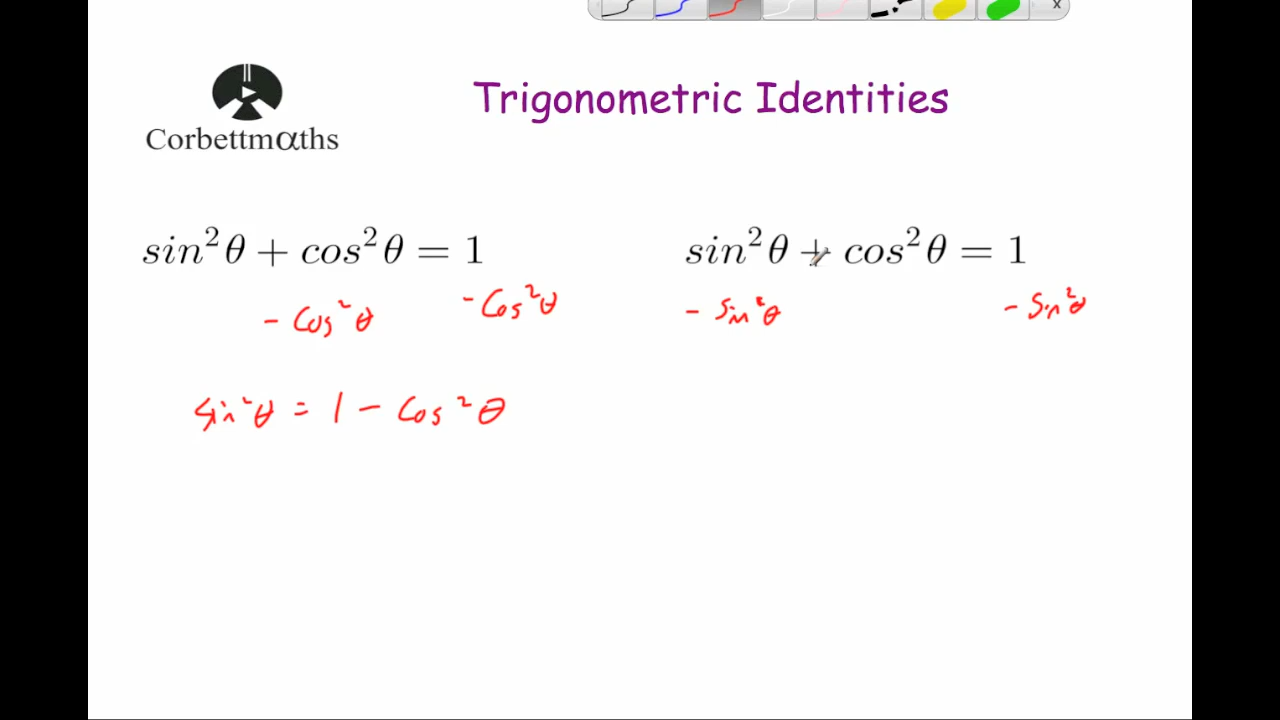 Trigonometric Identities
Corbettmαths
sin²θ + cos²θ = 1
- Cos²θ - Cos²θ
sin²θ = 1 - Cos²θ
sin²θ + cos²θ = 1
- Sin²θ - Sin²θ
x